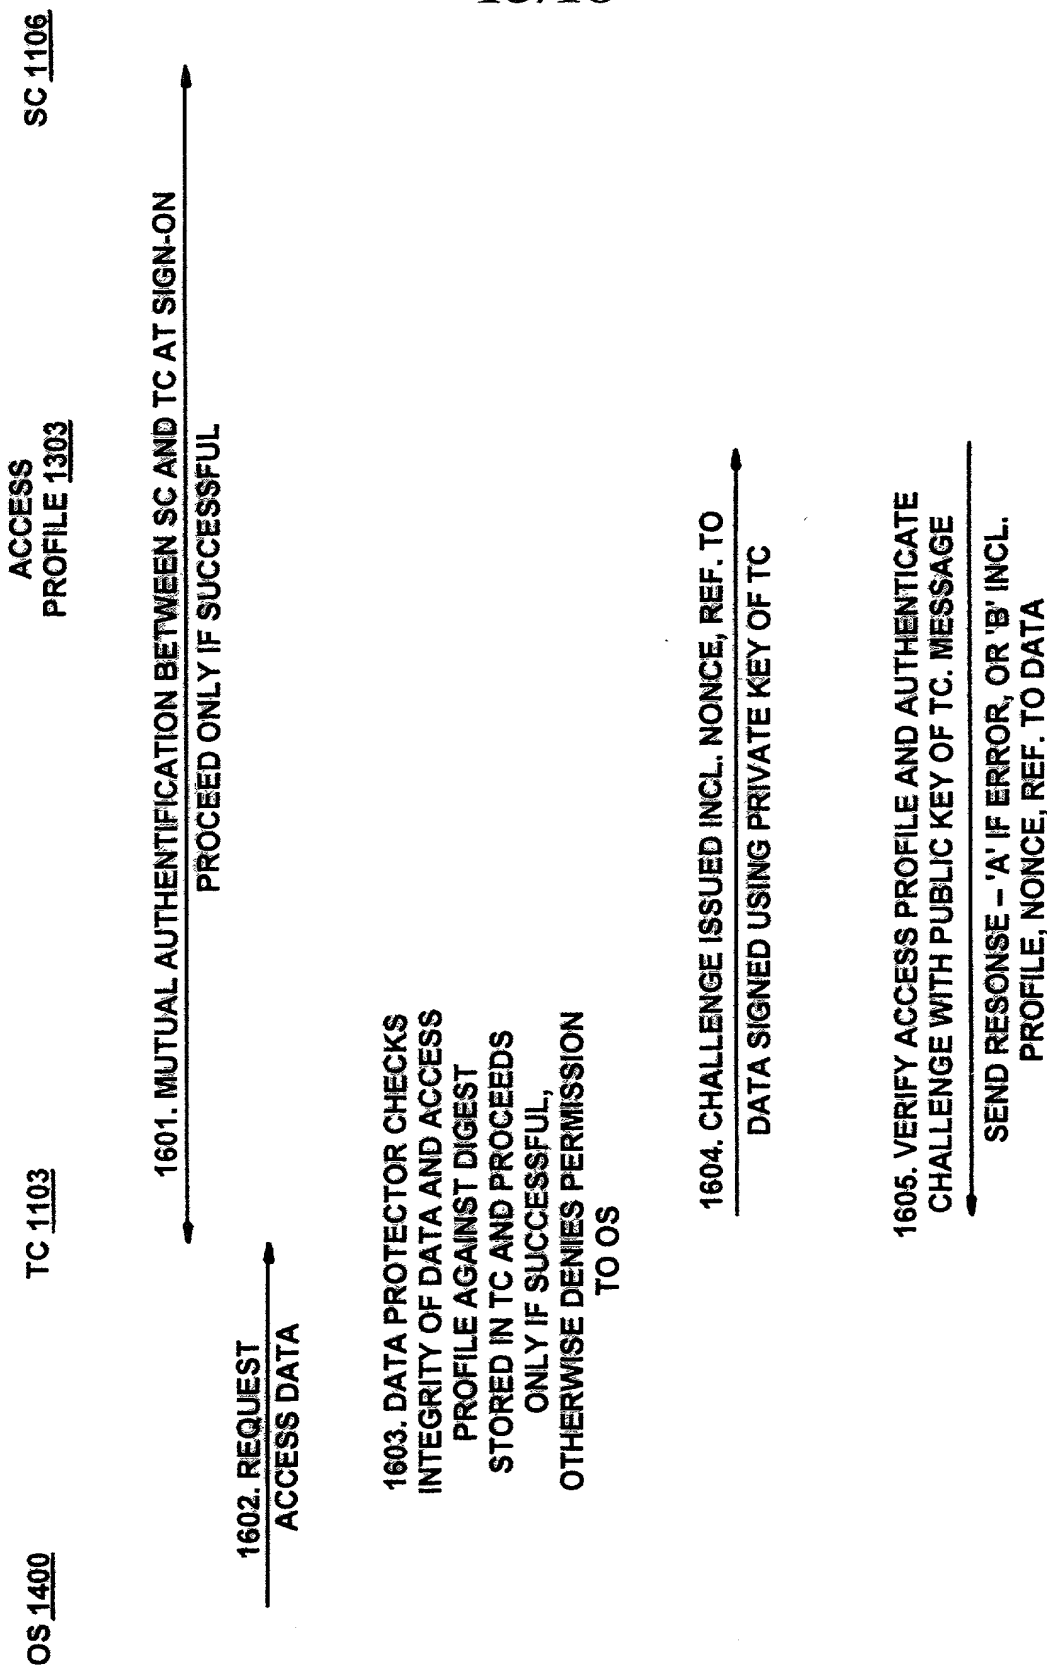 OS 1400
TC 1103
ACCESS
PROFILE 1303
SC 1106
1601. MUTUAL AUTHENTIFICATION BETWEEN SC AND TC AT SIGN-ON
PROCEED ONLY IF SUCCESSFUL
1602. REQUEST
ACCESS DATA
1603. DATA PROTECTOR CHECKS
INTEGRITY OF DATA AND ACCESS
PROFILE AGAINST DIGEST
STORED IN TC AND PROCEEDS
ONLY IF SUCCESSFUL,
OTHERWISE DENIES PERMISSION
TO OS
1604. CHALLENGE ISSUED INCL. NONCE, REF. TO
DATA SIGNED USING PRIVATE KEY OF TC
1605. VERIFY ACCESS PROFILE AND AUTHENTICATE
CHALLENGE WITH PUBLIC KEY OF TC. MESSAGE
SEND RESONSE – 'A' IF ERROR, OR 'B' INCL.
PROFILE, NONCE, REF. TO DATA